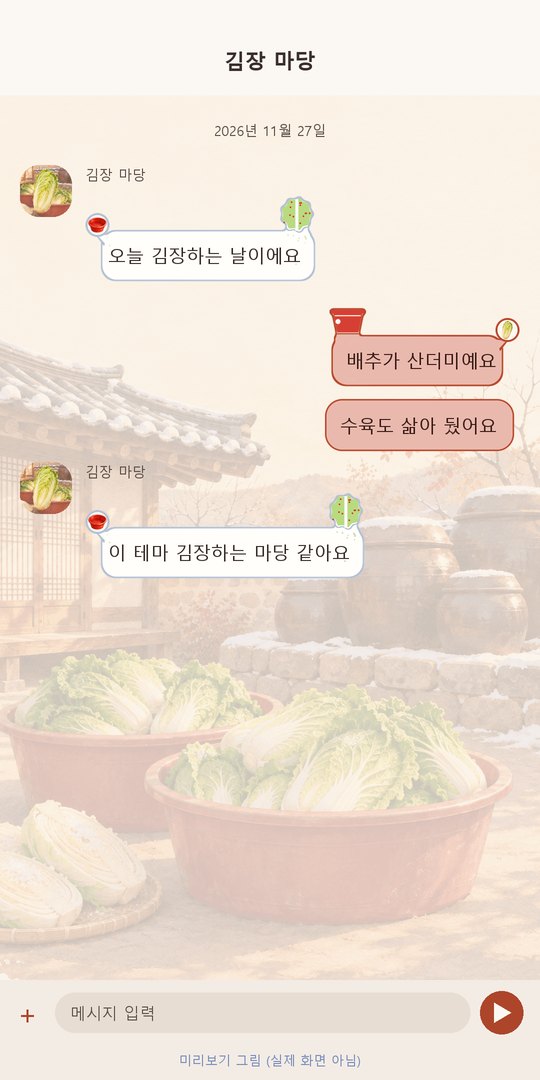 김장 마당
2026년 11월 27일
김장 마당
오늘 김장하는 날이에요
배추가 산더미예요
수육도 삶아 뒀어요
김장 마당
이 테마 김장하는 마당 같아요
메시지 입력
미리보기 그림 (실제 화면 아님)